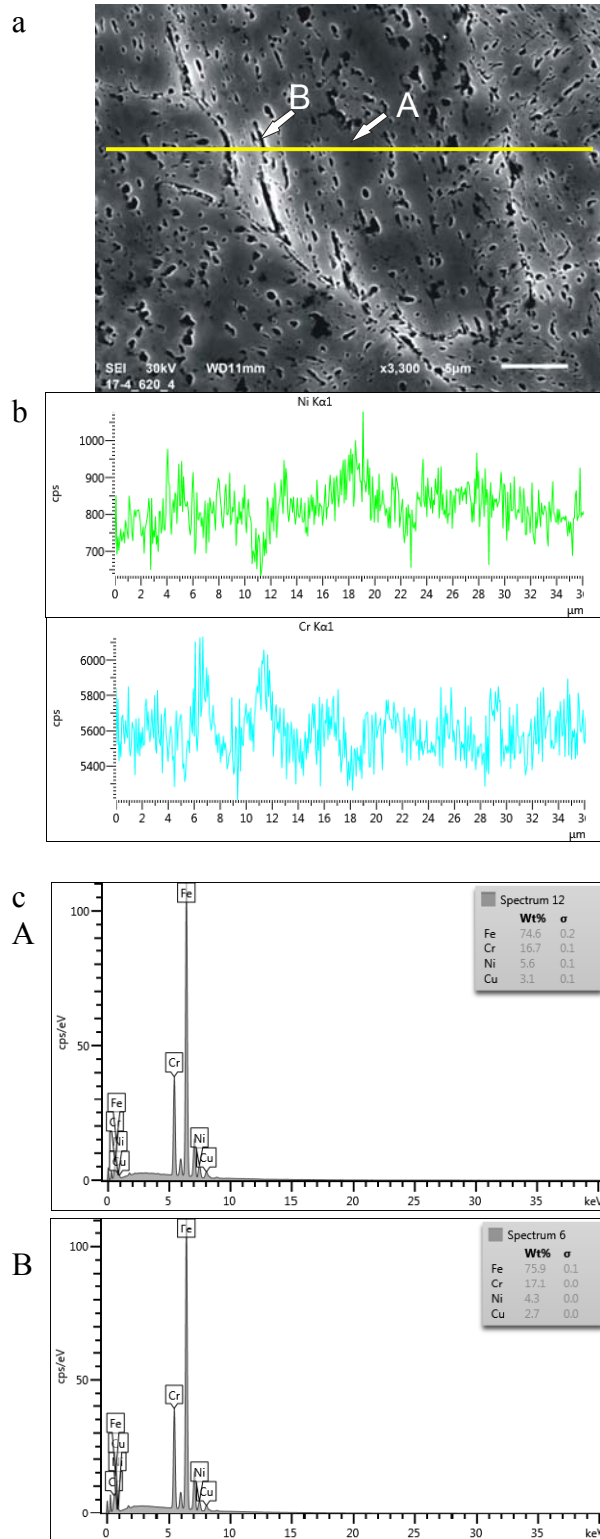 a
B A
SEI 30kV WD11mm x3,300 5µm
17-4_620_4
b
Ni Kα1
cps
1000
900
800
700
0 2 4 6 8 10 12 14 16 18 20 22 24 26 28 30 32 34
µm
Cr Kα1
cps
6000
5800
5600
5400
0 2 4 6 8 10 12 14 16 18 20 22 24 26 28 30 32 34
µm
c
A
Fe
Spectrum 12
Wt% σ
Fe 74.6 0.2
Cr 16.7 0.1
Ni 5.6 0.1
Cu 3.1 0.1
cps/eV
100
50
0
Cr
Fe
Cr
Ni
Cu
Ni
Cu
0 5 10 15 20 25 30 35 keV
B
Fe
Spectrum 6
Wt% σ
Fe 75.9 0.1
Cr 17.1 0.0
Ni 4.3 0.0
Cu 2.7 0.0
cps/eV
100
50
0
Cr
Fe
Cu
Ni
Cu
0 5 10 15 20 25 30 35 keV